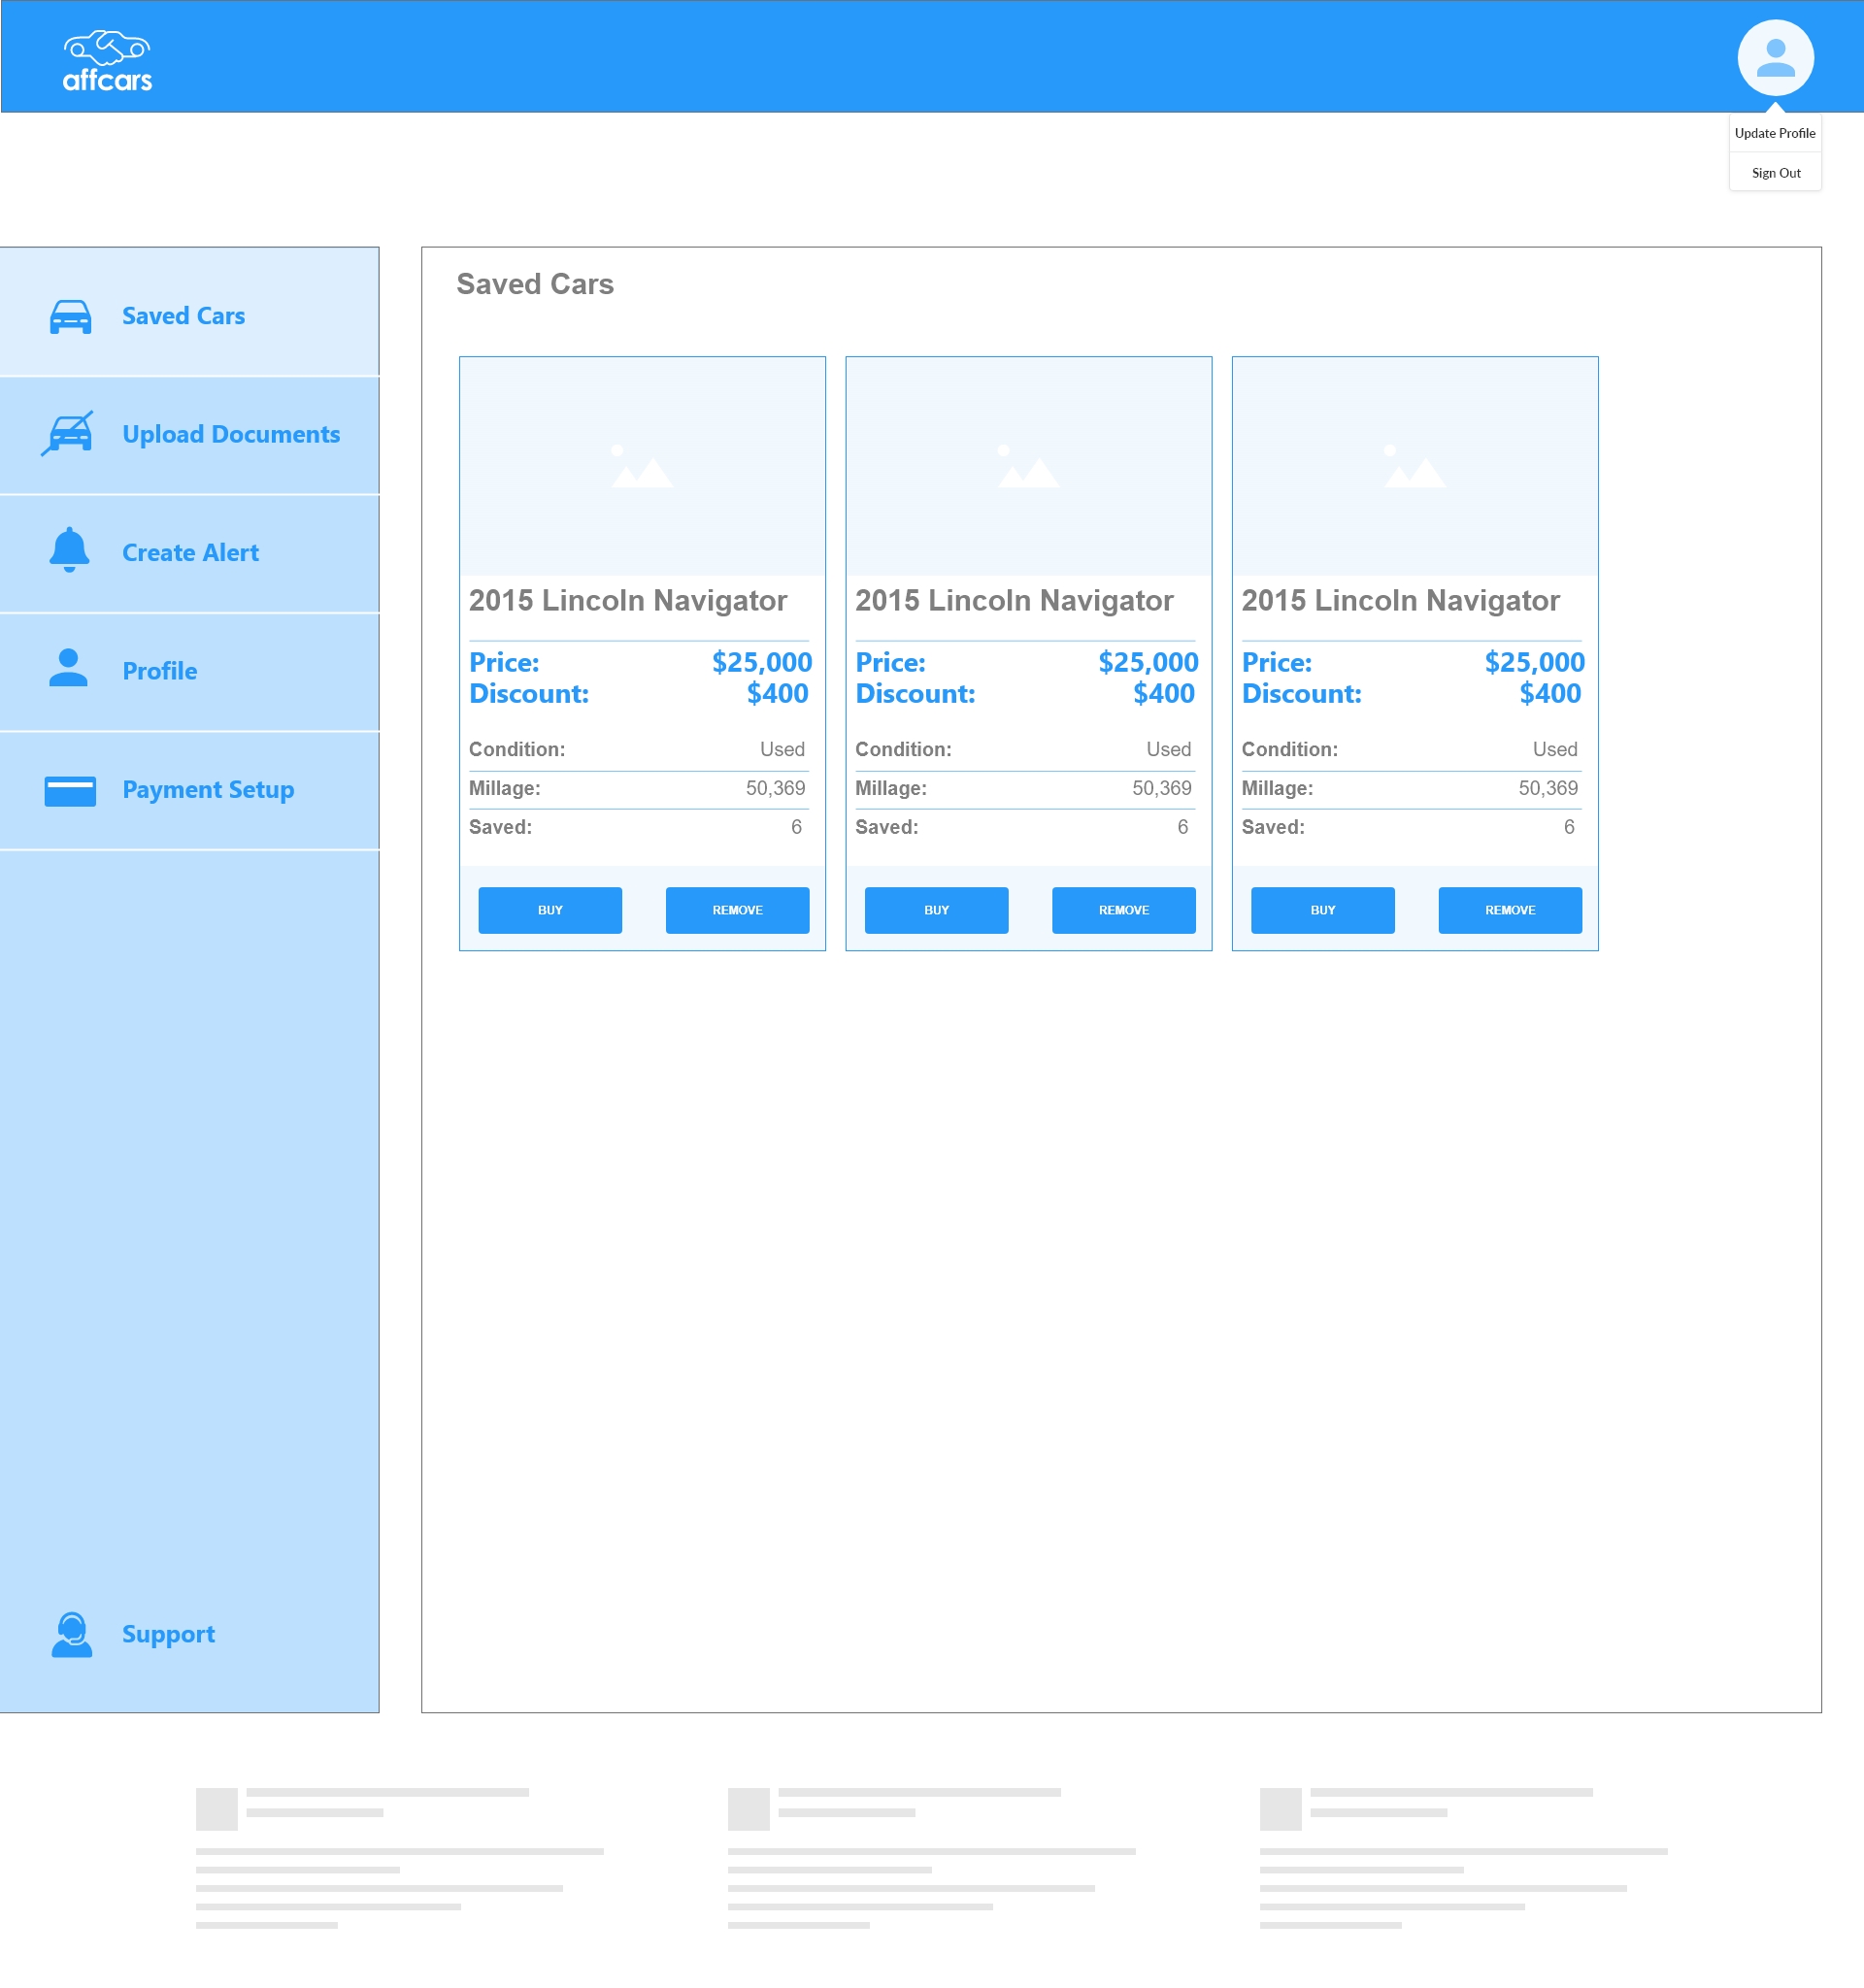 affcars
Update Profile
Sign Out
Saved Cars
Upload Documents
Create Alert
Profile
Payment Setup
Support
Saved Cars
2015 Lincoln Navigator
Price: $25,000
Discount: $400
Condition: Used
Millage: 50,369
Saved: 6
BUY REMOVE
2015 Lincoln Navigator
Price: $25,000
Discount: $400
Condition: Used
Millage: 50,369
Saved: 6
BUY REMOVE
2015 Lincoln Navigator
Price: $25,000
Discount: $400
Condition: Used
Millage: 50,369
Saved: 6
BUY REMOVE